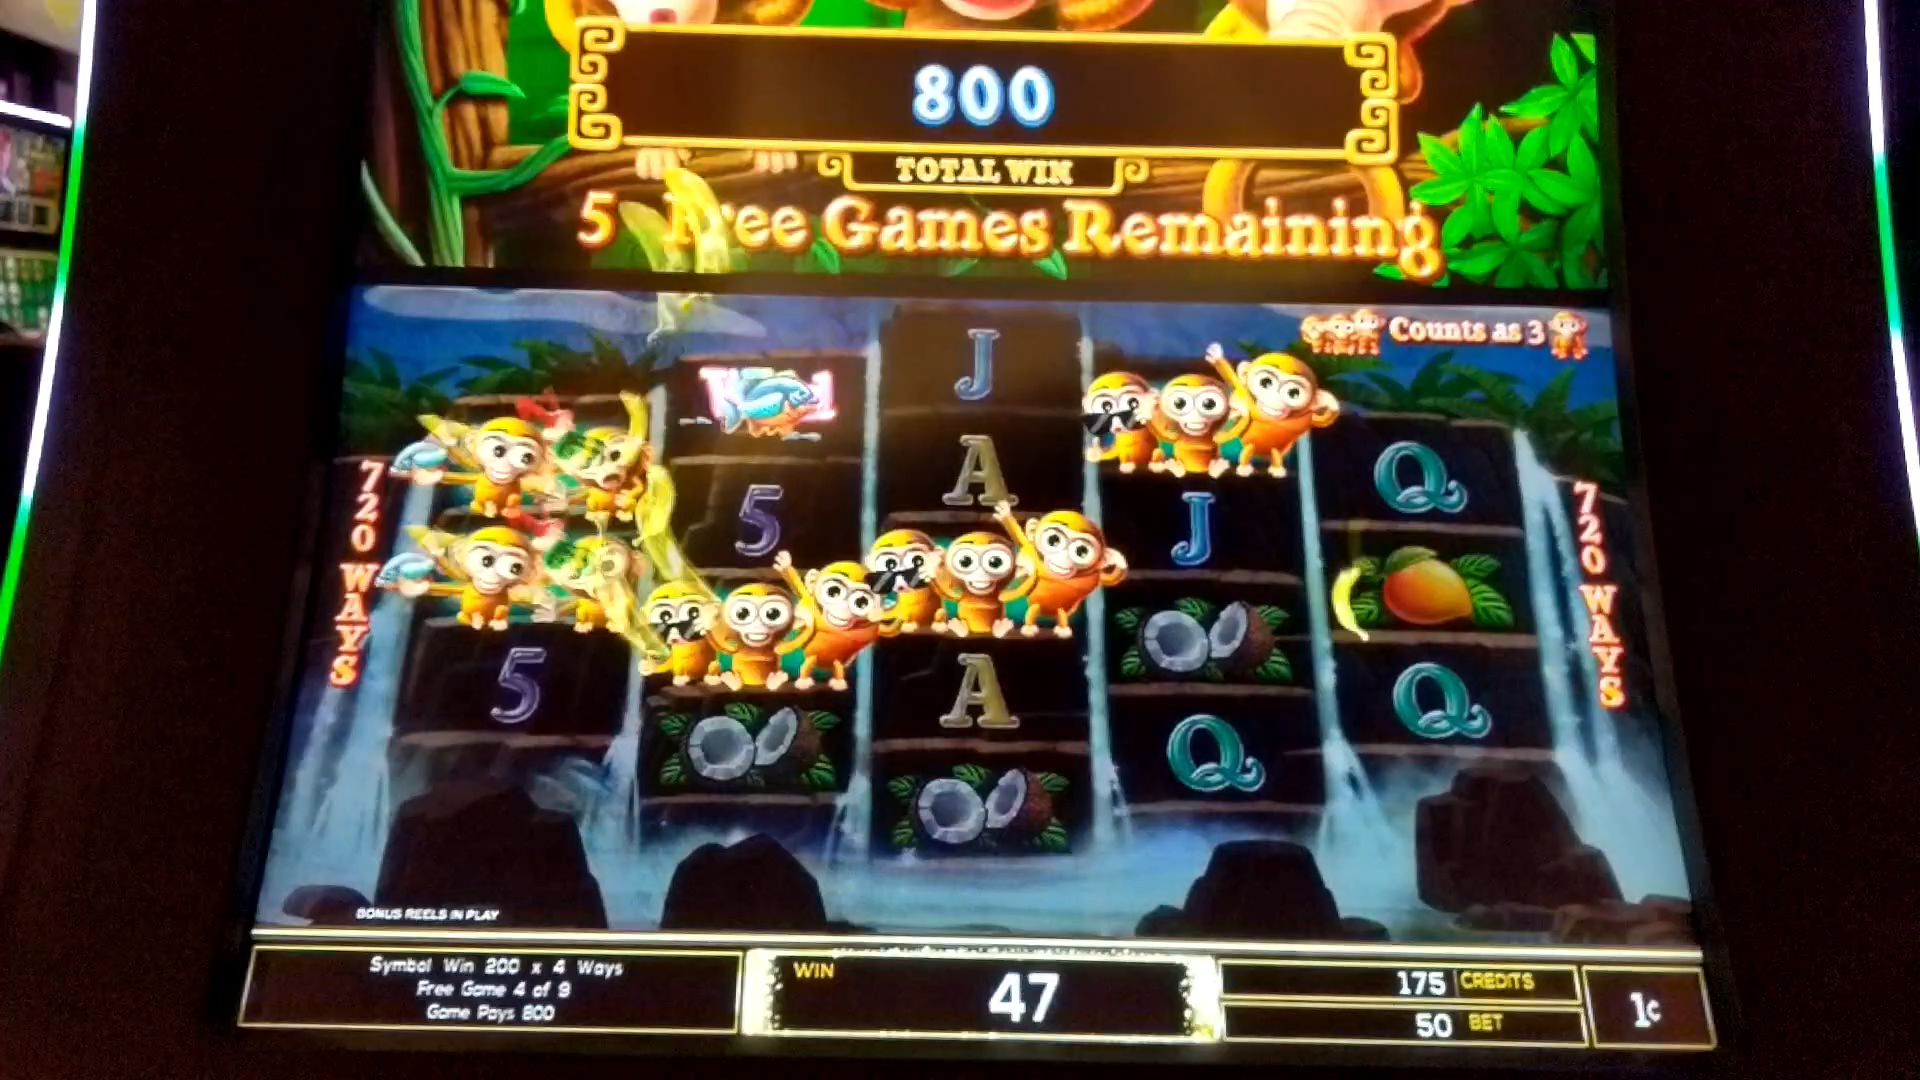 800
TOTAL WIN
5 Free Games Remaining
Counts as 3
J
A
Q
5
J
A
5
Q
Q
720 WAYS
720 WAYS
BONUS REELS IN PLAY
Symbol Win 200 x 4 Ways
Free Game 4 of 9
Game Pays 800
WIN
47
175 CREDITS
50 BET
1¢